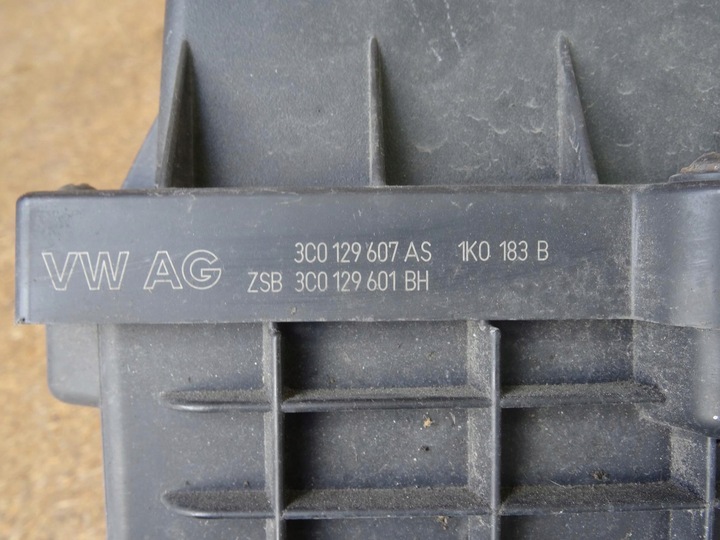 VW AG
3C0 129 607 AS 1K0 183 B
ZSB 3C0 129 601 BH